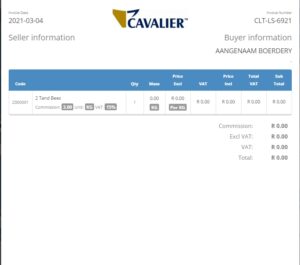 Invoice Date
Invoice Number
2021-03-04
CAVALIER
CLT-LS-6921
Seller information
Buyer information
AANGENAAM BOERDERY
Code Qty Mass Price Excl VAT Price Incl Total VAT Sub Total
2 Tand Bees 1 0.00 R 0.00 R 0.00 R 0.00 R 0.00 R 0.00
Commission 2.00 Unit KG VAT 15% KG Per KG
Commission: R 0.00
Excl VAT: R 0.00
VAT: R 0.00
Total: R 0.00